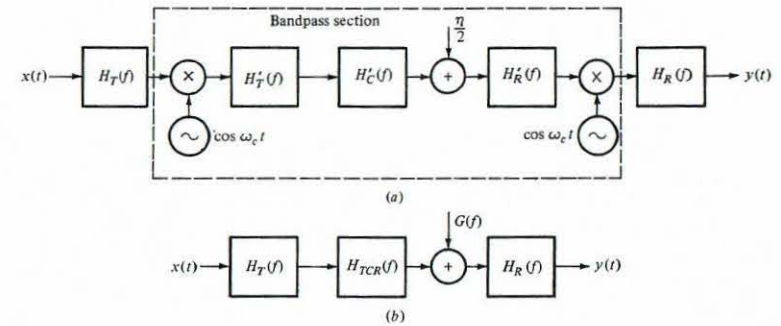 Bandpass section
η/2
x(t) H_T(f) × H′_T(f) H′_C(f) + H′_R(f) × H_R(f) y(t)
~ cos ω_c t cos ω_c t ~
(a)
G(f)
x(t) H_T(f) H_TCR(f) + H_R(f) y(t)
(b)